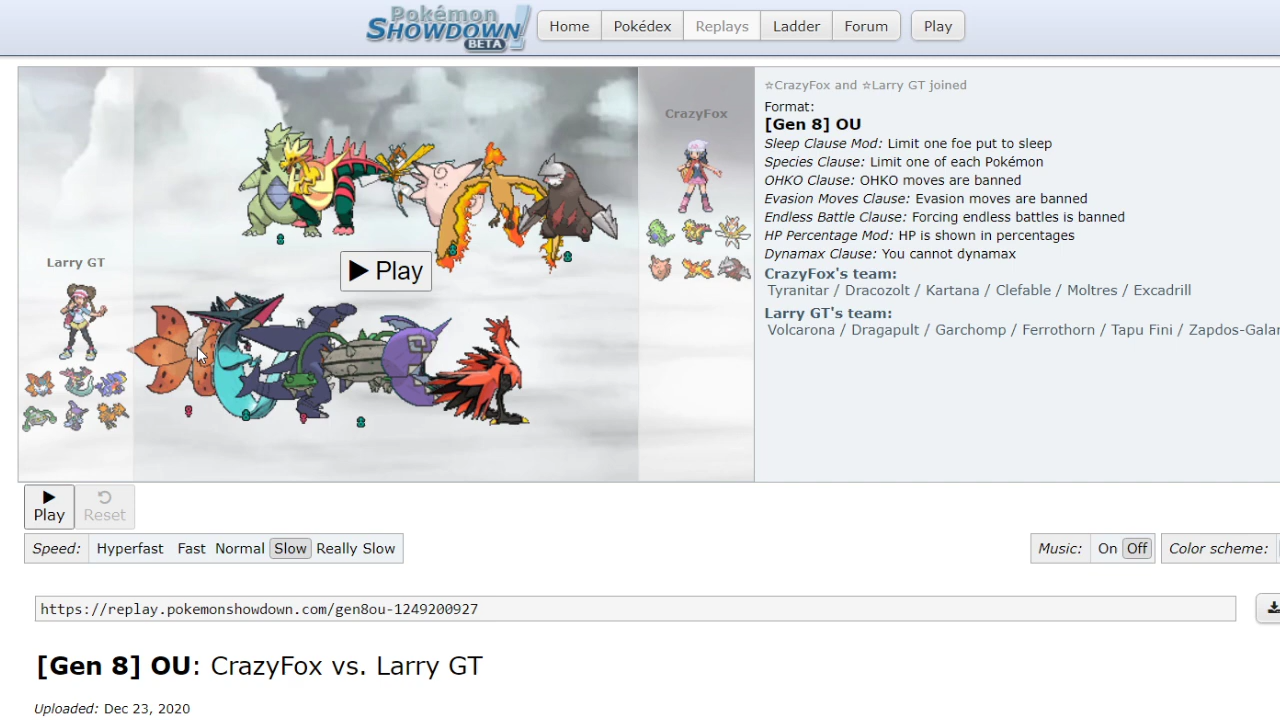 Pokémon
SHOWDOWN!
BETA
Home Pokédex Replays Ladder Forum Play
CrazyFox
Larry GT
▶ Play
☆CrazyFox and ☆Larry GT joined
Format:
[Gen 8] OU
Sleep Clause Mod: Limit one foe put to sleep
Species Clause: Limit one of each Pokémon
OHKO Clause: OHKO moves are banned
Evasion Moves Clause: Evasion moves are banned
Endless Battle Clause: Forcing endless battles is banned
HP Percentage Mod: HP is shown in percentages
Dynamax Clause: You cannot dynamax
CrazyFox's team:
Tyranitar / Dracozolt / Kartana / Clefable / Moltres / Excadrill
Larry GT's team:
Volcarona / Dragapult / Garchomp / Ferrothorn / Tapu Fini / Zapdos-Galar
Play Reset
Speed: Hyperfast Fast Normal Slow Really Slow
Music: On Off Color scheme:
https://replay.pokemonshowdown.com/gen8ou-1249200927
[Gen 8] OU: CrazyFox vs. Larry GT
Uploaded: Dec 23, 2020